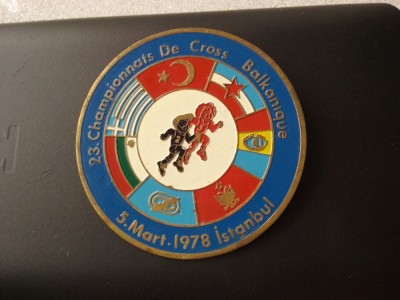 23. Championnats De Cross Balkanique
5. Mart. 1978 İstanbul